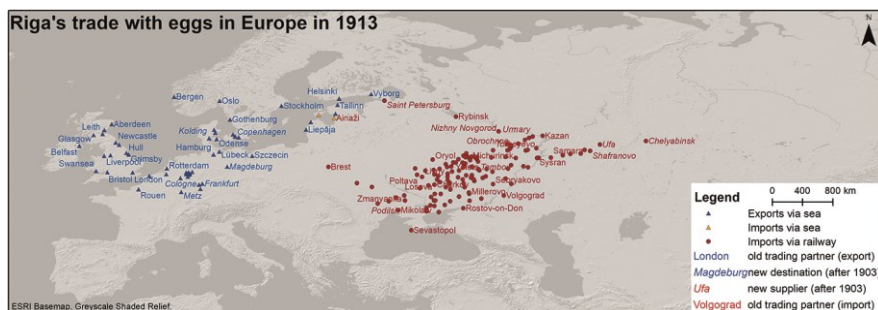 Riga's trade with eggs in Europe in 1913
N
Bergen
Oslo
Helsinki
Vyborg
Stockholm
Tallinn
Saint Petersburg
Gothenburg
Ainaži
Leith
Aberdeen
Kolding
Copenhagen
Liepāja
Rybinsk
Glasgow
Newcastle
Odense
Nizhny Novgorod
Urmary
Kazan
Belfast
Hull
Hamburg
Chelyabinsk
Grimsby
Lübeck
Szczecin
Samara
Ufa
Swansea
Liverpool
Rotterdam
Magdeburg
Brest
Oryol
Michurinsk
Sysran
Shafranovo
Bristol
London
Cologne
Frankfurt
Poltava
Rouen
Metz
Millerovo
Volgograd
Zmanyanka
Rostov-on-Don
Sevastopol
0 400 800 km
Legend
Exports via sea
Imports via sea
Imports via railway
London old trading partner (export)
Magdeburg new destination (after 1903)
Ufa new supplier (after 1903)
Volgograd old trading partner (import)
ESRI Basemap. Greyscale Shaded Relief.